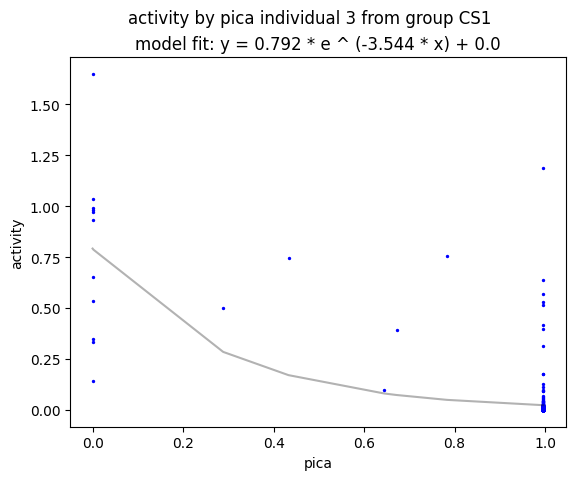 activity by pica individual 3 from group CS1
model fit: y = 0.792 * e ^ (-3.544 * x) + 0.0
1.50
1.25
1.00
0.75
0.50
0.25
0.00
activity
0.0 0.2 0.4 0.6 0.8 1.0
pica